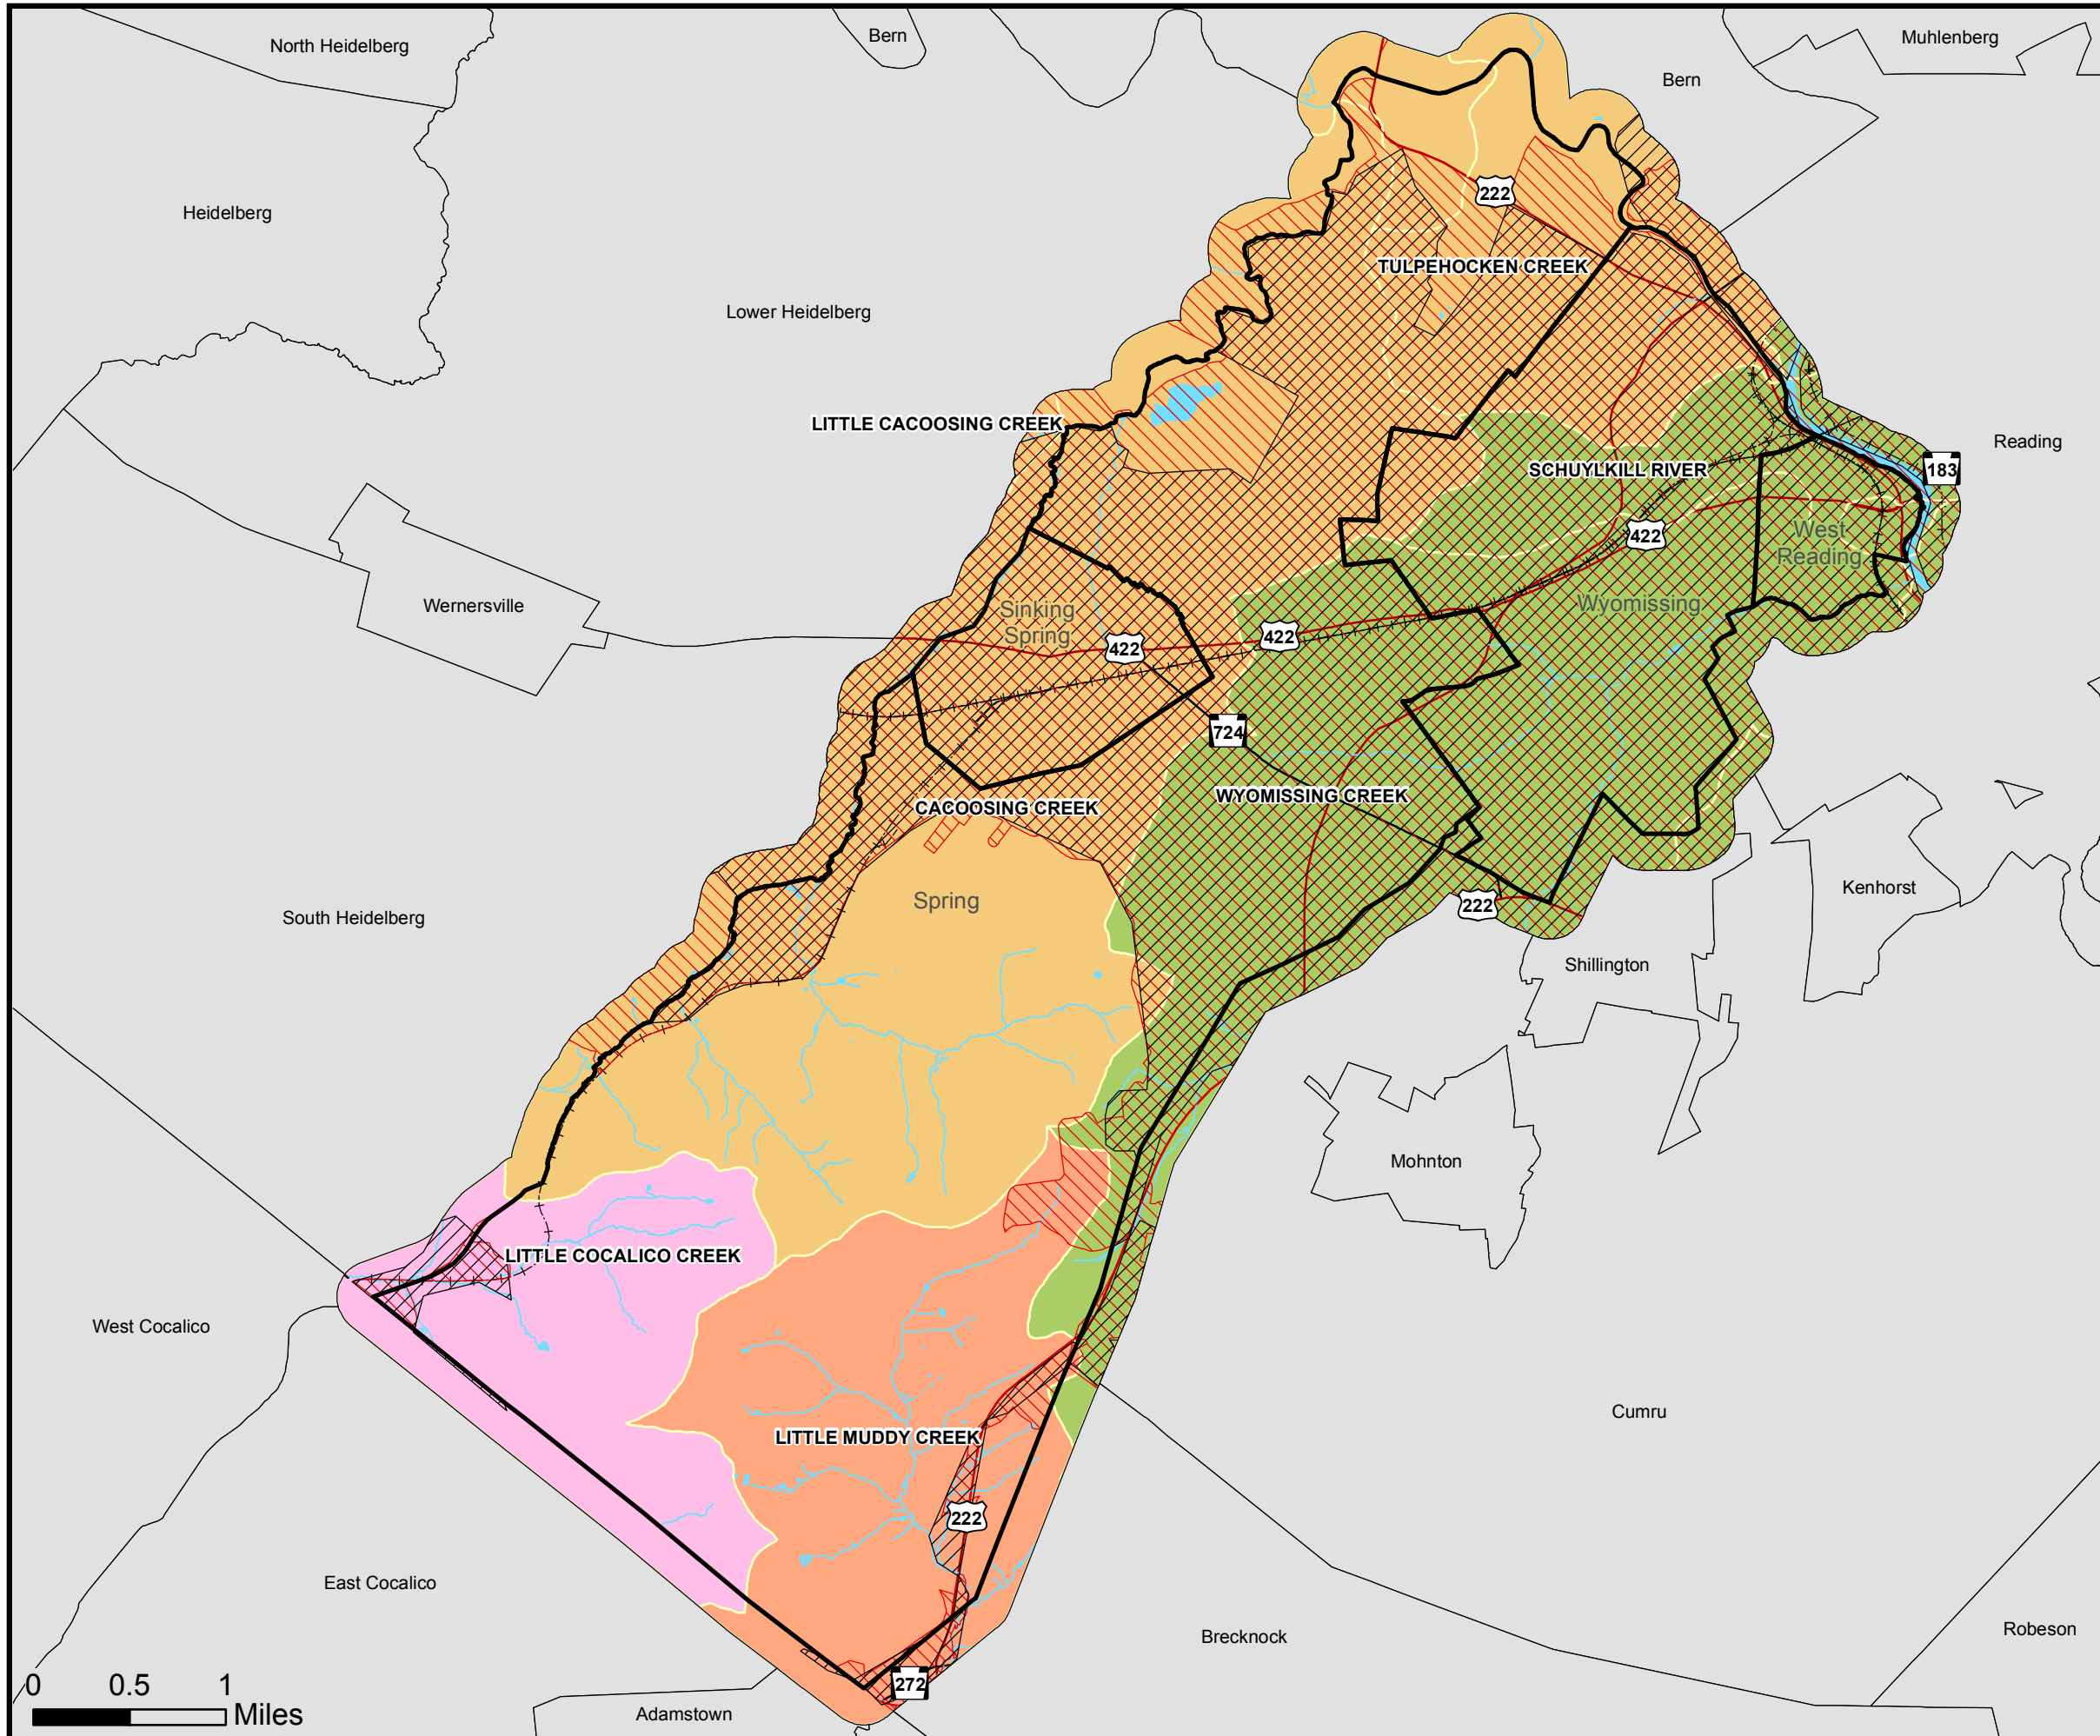 North Heidelberg
Bern
Muhlenberg
Bern
Heidelberg
222
TULPEHOCKEN CREEK
Lower Heidelberg
LITTLE CACOOSING CREEK
Reading
SCHUYLKILL RIVER
183
422
West
Reading
Wernersville
Sinking
Spring
Wyomissing
422
422
724
WYOMISSING CREEK
CACOOSING CREEK
Kenhorst
Spring
222
South Heidelberg
Shillington
Mohnton
LITTLE COCALICO CREEK
West Cocalico
Cumru
LITTLE MUDDY CREEK
222
East Cocalico
Robeson
Brecknock
272
0 0.5 1
Miles
Adamstown